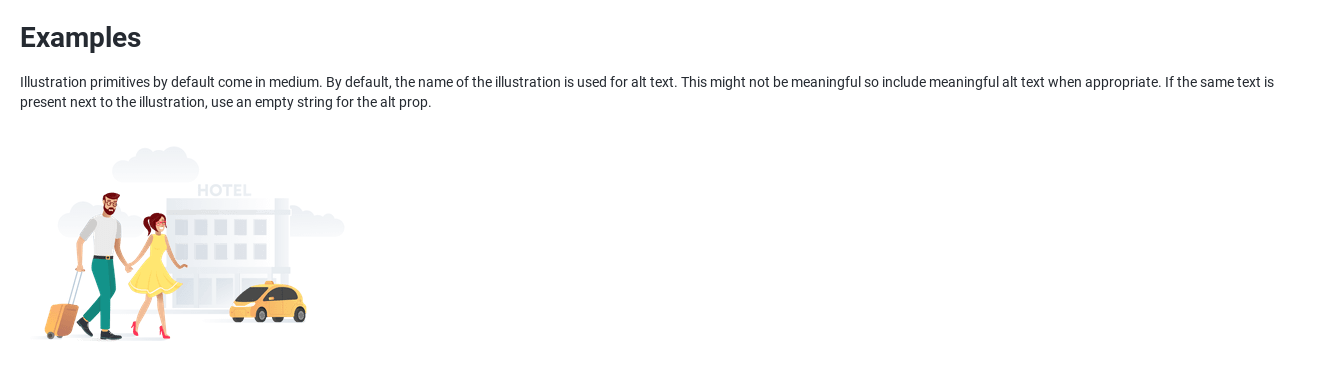 Examples
Illustration primitives by default come in medium. By default, the name of the illustration is used for alt text. This might not be meaningful so include meaningful alt text when appropriate. If the same text is
present next to the illustration, use an empty string for the alt prop.
HOTEL